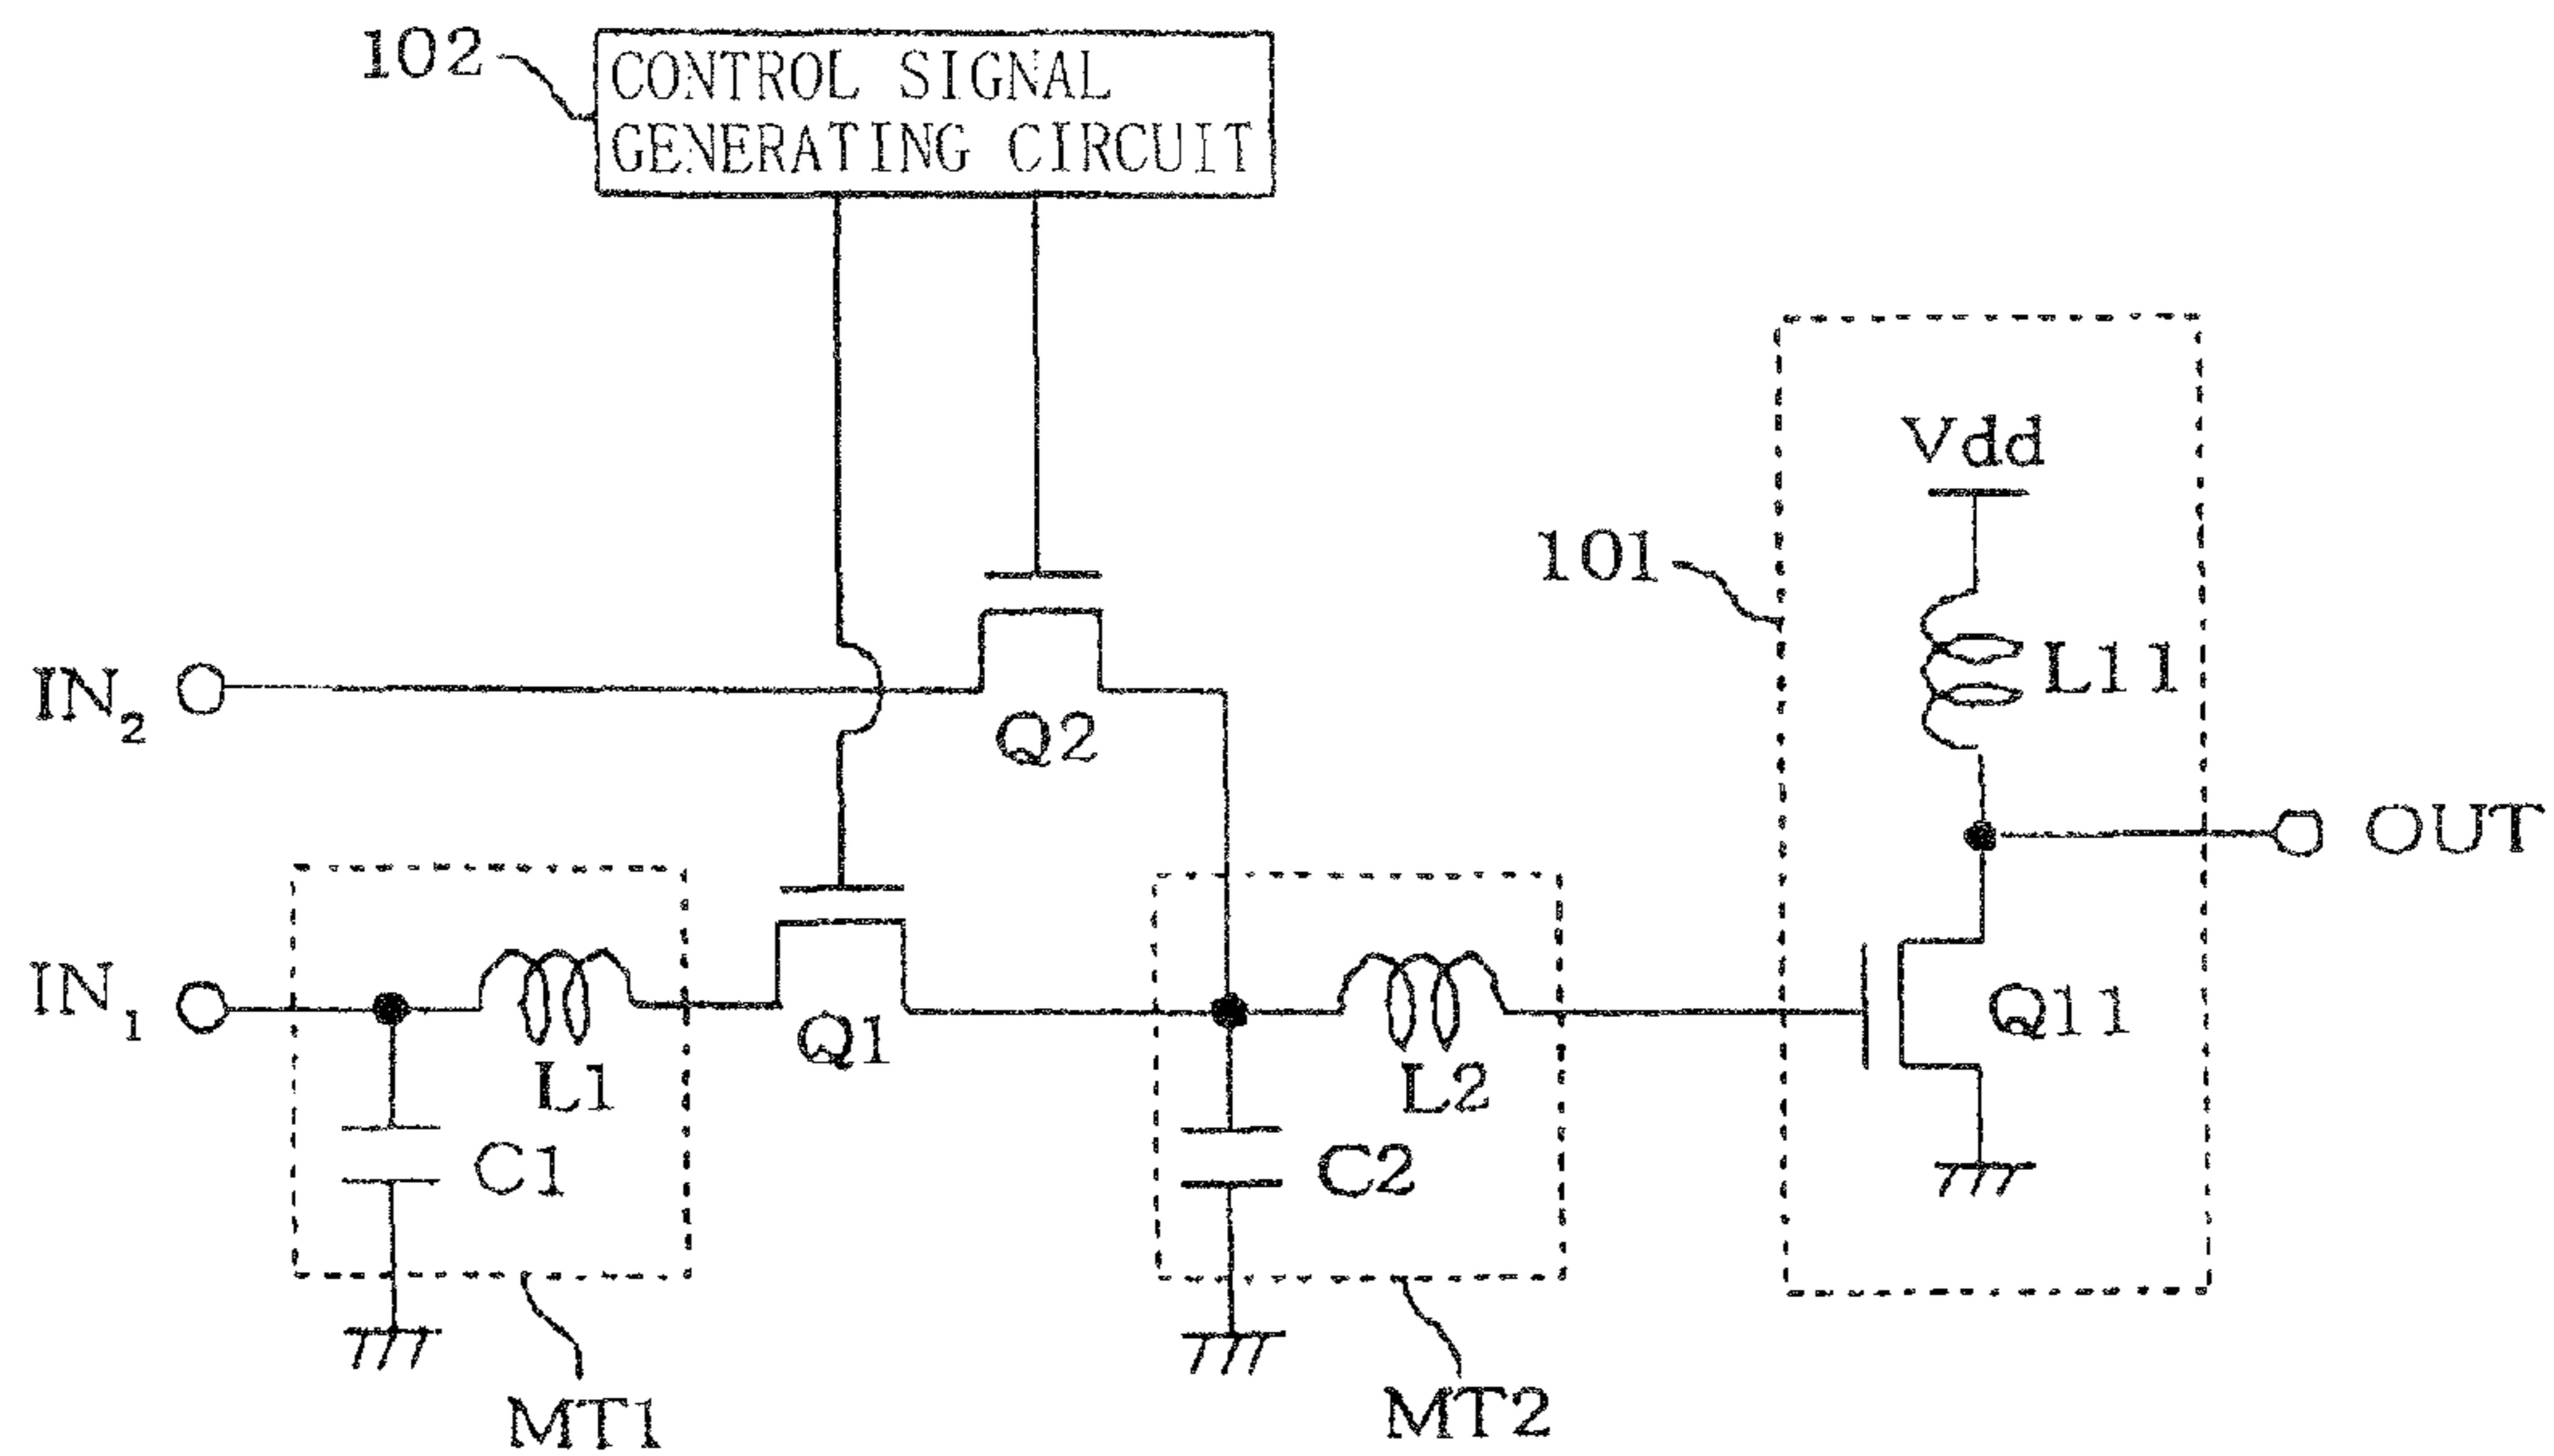 102
CONTROL SIGNAL
GENERATING CIRCUIT
Vdd
101
L11
IN2
Q2
OUT
IN1
Q1
Q11
L1
L2
C1
C2
MT1
MT2